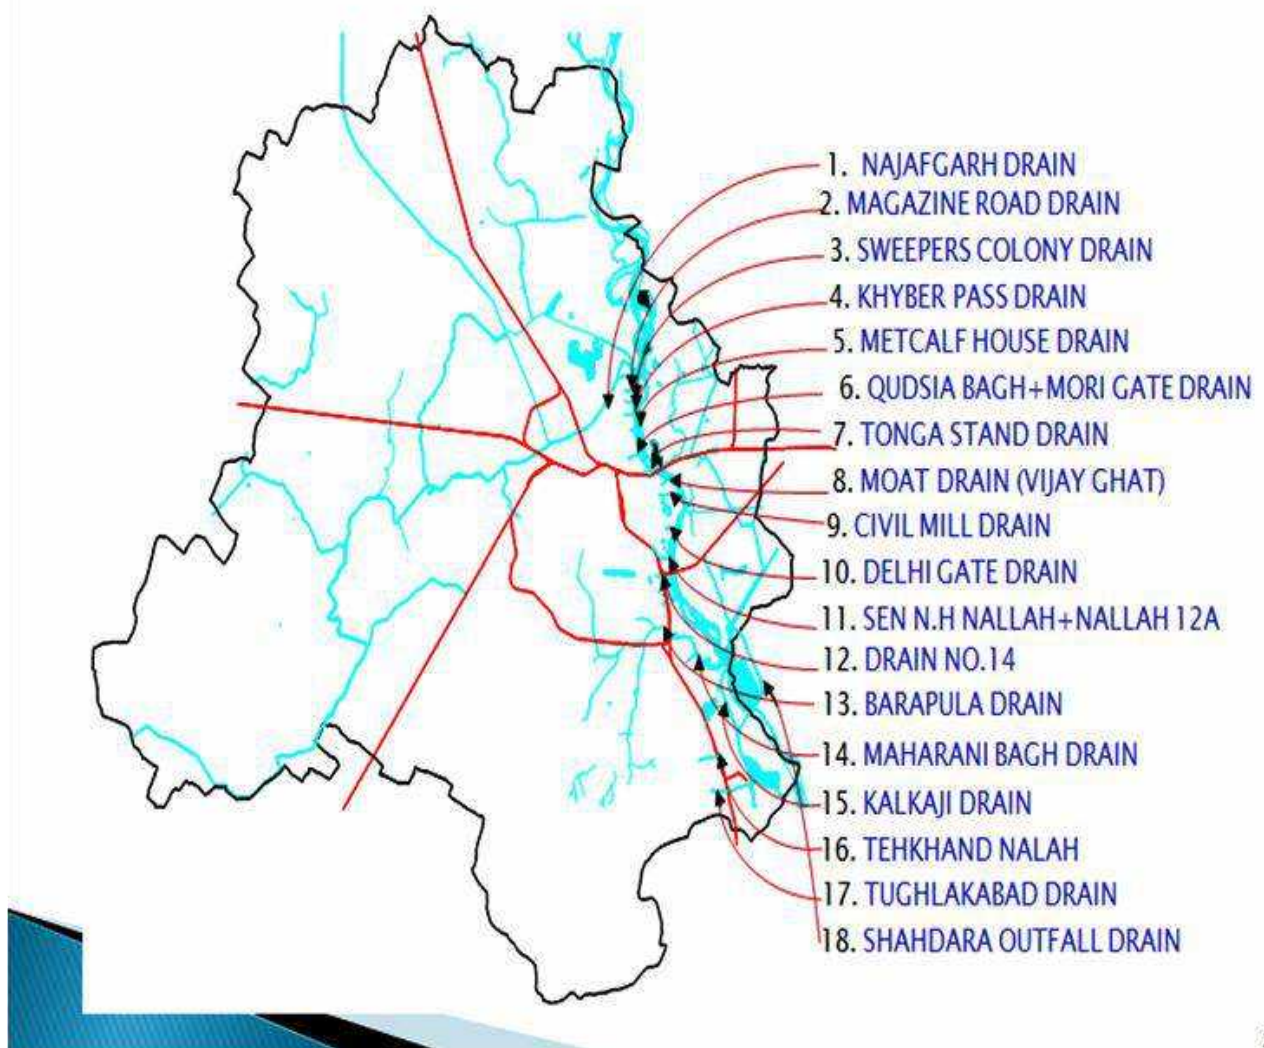 1. NAJAFGARH DRAIN
2. MAGAZINE ROAD DRAIN
3. SWEEPERS COLONY DRAIN
4. KHYBER PASS DRAIN
5. METCALF HOUSE DRAIN
6. QUDSIA BAGH+MORI GATE DRAIN
7. TONGA STAND DRAIN
8. MOAT DRAIN (VIJAY GHAT)
9. CIVIL MILL DRAIN
10. DELHI GATE DRAIN
11. SEN N.H NALLAH+NALLAH 12A
12. DRAIN NO.14
13. BARAPULA DRAIN
14. MAHARANI BAGH DRAIN
15. KALKAJI DRAIN
16. TEHKHAND NALAH
17. TUGHLAKABAD DRAIN
18. SHAHDARA OUTFALL DRAIN